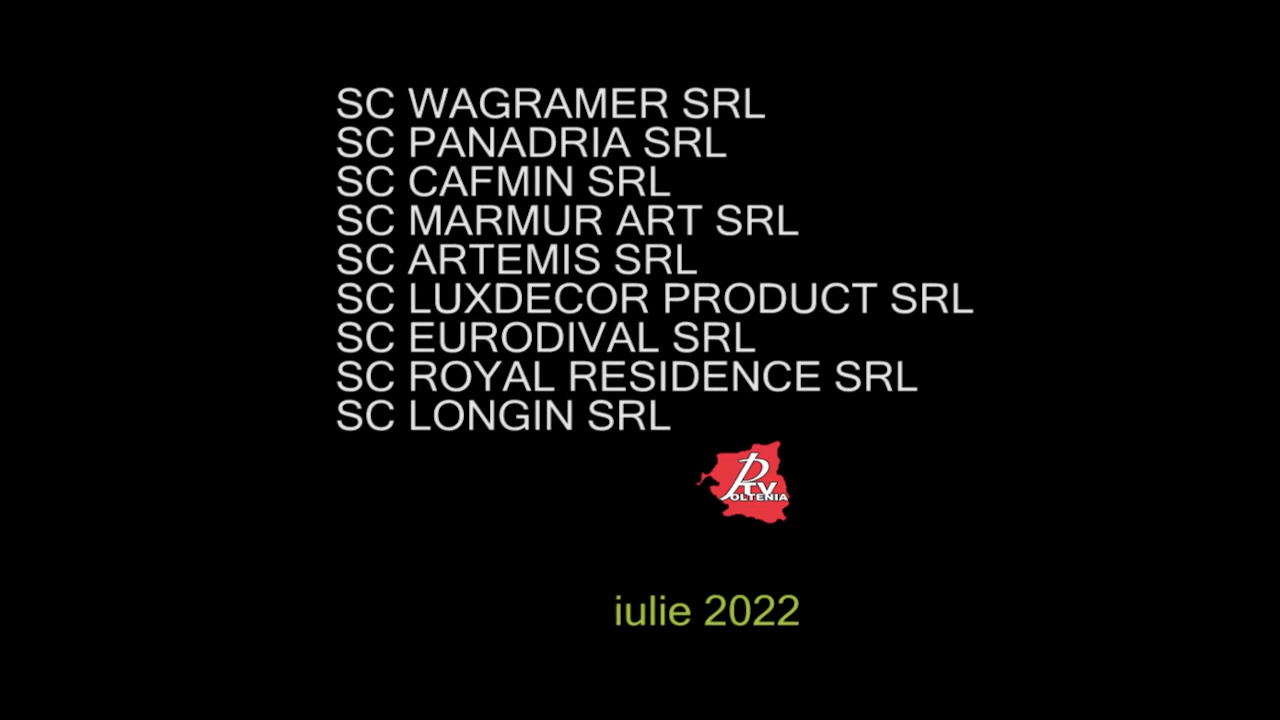 SC WAGRAMER SRL
SC PANADRIA SRL
SC CAFMIN SRL
SC MARMUR ART SRL
SC ARTEMIS SRL
SC LUXDECOR PRODUCT SRL
SC EURODIVAL SRL
SC ROYAL RESIDENCE SRL
SC LONGIN SRL
P
TV
OLTENIA
iulie 2022